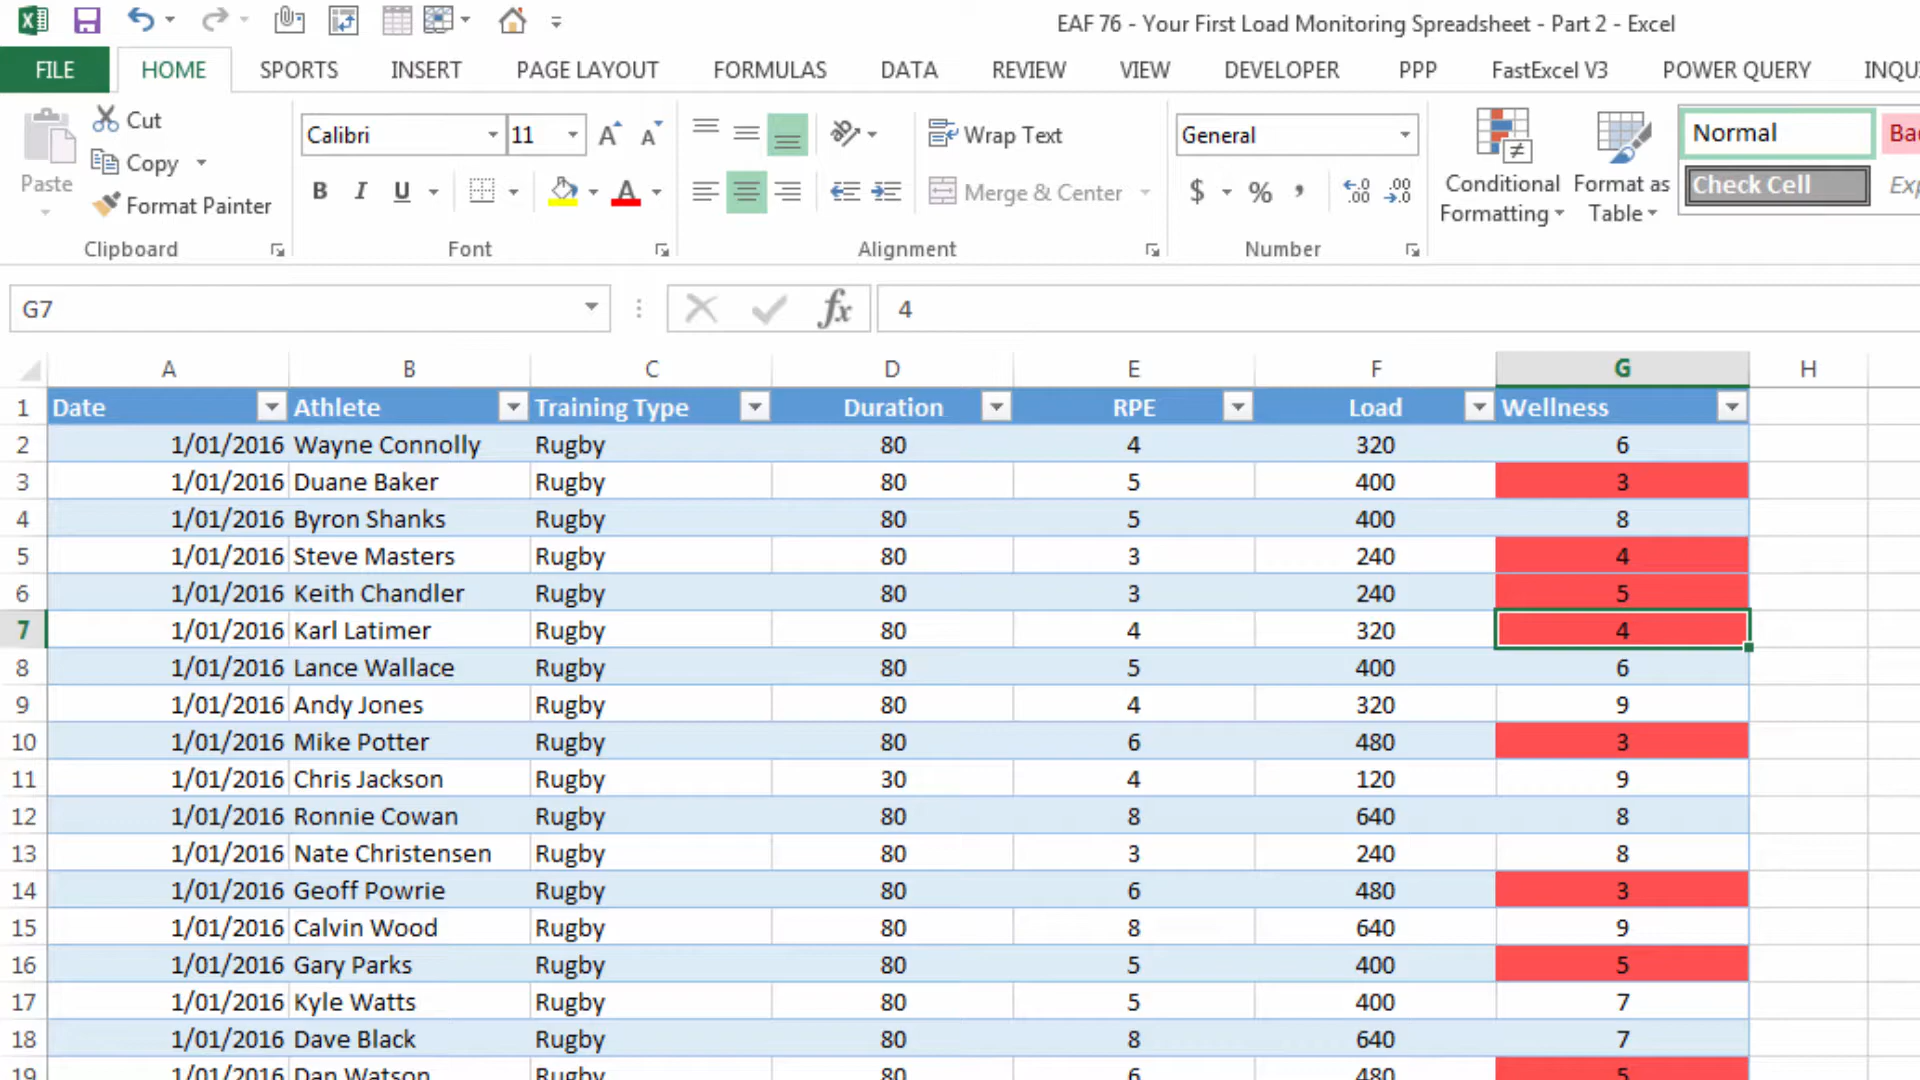 EAF 76 - Your First Load Monitoring Spreadsheet - Part 2 - Excel
FILE HOME SPORTS INSERT PAGE LAYOUT FORMULAS DATA REVIEW VIEW DEVELOPER PPP FastExcel V3 POWER QUERY INQU
Cut
Copy
Format Painter
Paste
Clipboard
Calibri 11
B I U A
Font
Wrap Text
Merge & Center
Alignment
General
$ % ,
Number
Conditional Formatting
Format as Table
Normal
Check Cell
G7 fx 4
A B C D E F G H
1 Date Athlete Training Type Duration RPE Load Wellness
2 1/01/2016 Wayne Connolly Rugby 80 4 320 6
3 1/01/2016 Duane Baker Rugby 80 5 400 3
4 1/01/2016 Byron Shanks Rugby 80 5 400 8
5 1/01/2016 Steve Masters Rugby 80 3 240 4
6 1/01/2016 Keith Chandler Rugby 80 3 240 5
7 1/01/2016 Karl Latimer Rugby 80 4 320 4
8 1/01/2016 Lance Wallace Rugby 80 5 400 6
9 1/01/2016 Andy Jones Rugby 80 4 320 9
10 1/01/2016 Mike Potter Rugby 80 6 480 3
11 1/01/2016 Chris Jackson Rugby 30 4 120 9
12 1/01/2016 Ronnie Cowan Rugby 80 8 640 8
13 1/01/2016 Nate Christensen Rugby 80 3 240 8
14 1/01/2016 Geoff Powrie Rugby 80 6 480 3
15 1/01/2016 Calvin Wood Rugby 80 8 640 9
16 1/01/2016 Gary Parks Rugby 80 5 400 5
17 1/01/2016 Kyle Watts Rugby 80 5 400 7
18 1/01/2016 Dave Black Rugby 80 8 640 7
19 1/01/2016 Dan Watson Rugby 80 6 480 5